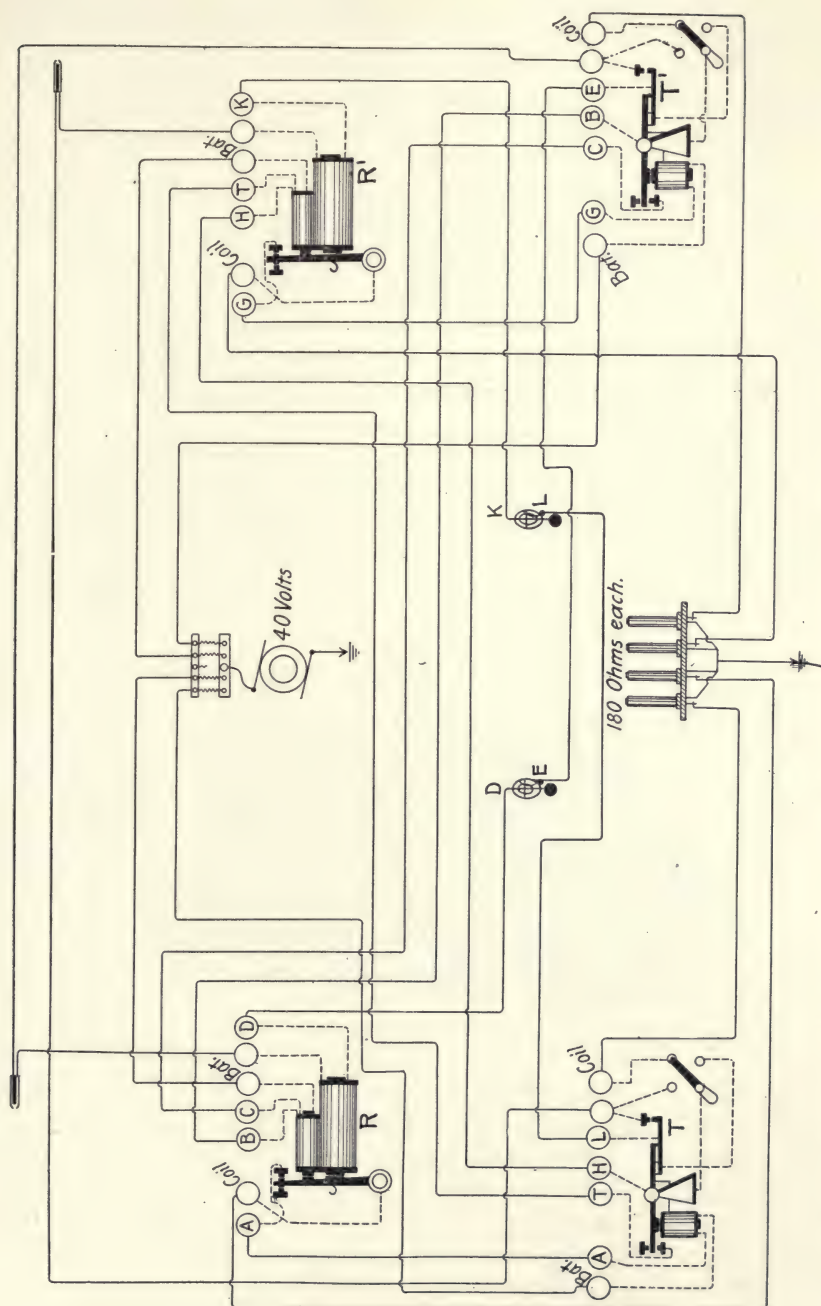 Coil
E
B
C
G
Bat.
T'
K
Bat.
T
H
Coil
G
R'
40 Volts
K
L
D
E
180 Ohms each.
D
Bat.
C
B
Coil
A
R
Coil
L
H
T
A
Bat.
T